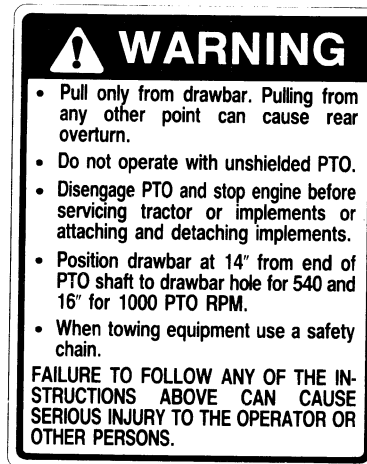 WARNING
• Pull only from drawbar. Pulling from
any other point can cause rear
overturn.
• Do not operate with unshielded PTO.
• Disengage PTO and stop engine before
servicing tractor or implements or
attaching and detaching implements.
• Position drawbar at 14″ from end of
PTO shaft to drawbar hole for 540 and
16″ for 1000 PTO RPM.
• When towing equipment use a safety
chain.
FAILURE TO FOLLOW ANY OF THE IN-
STRUCTIONS ABOVE CAN CAUSE
SERIOUS INJURY TO THE OPERATOR OR
OTHER PERSONS.